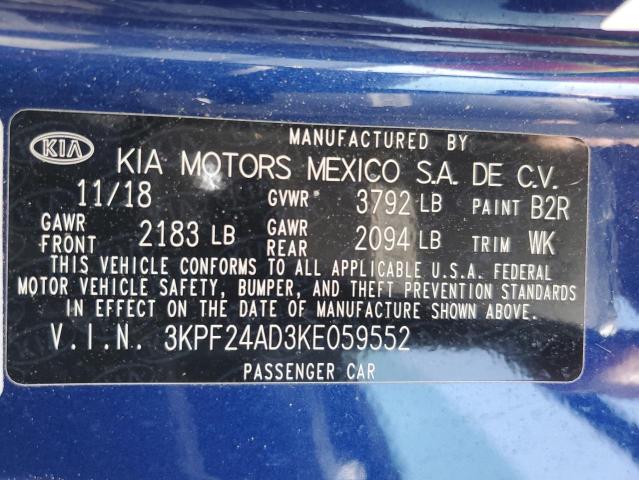 MANUFACTURED BY
KIA KIA MOTORS MEXICO S.A. DE C.V.
11/18 GVWR 3792 LB PAINT B2R
GAWR FRONT 2183 LB GAWR REAR 2094 LB TRIM WK
THIS VEHICLE CONFORMS TO ALL APPLICABLE U.S.A. FEDERAL
MOTOR VEHICLE SAFETY, BUMPER, AND THEFT PREVENTION STANDARDS
IN EFFECT ON THE DATE OF MANUFACTURE SHOWN ABOVE.
V.I.N. 3KPF24AD3KE059552
PASSENGER CAR